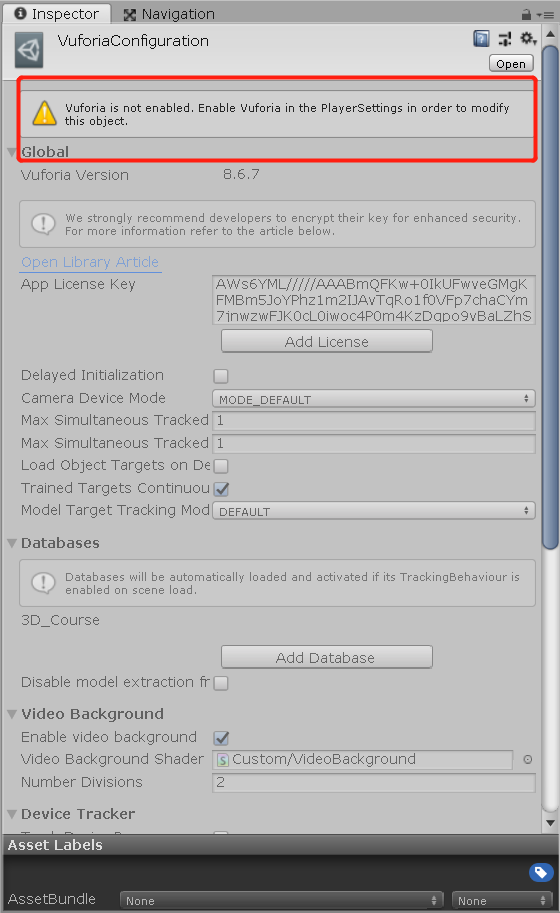 Inspector
Navigation
VuforiaConfiguration
Open
Vuforia is not enabled. Enable Vuforia in the PlayerSettings in order to modify
this object.
Global
Vuforia Version 8.6.7
We strongly recommend developers to encrypt their key for enhanced security.
For more information refer to the article below.
Open Library Article
App License Key
AWs6YML/////AAABmQFKw+0IkUFwveGMgK
FMBm5JoYPhz1m2IJAvTqRo1f0VFp7chaCYm
7jnwzwFJK0cL0iwoc4P0m4KzDqpo9vBaLZhS
Add License
Delayed Initialization
Camera Device Mode MODE_DEFAULT
Max Simultaneous Tracked 1
Max Simultaneous Tracked 1
Load Object Targets on De
Trained Targets Continuou
Model Target Tracking Mod DEFAULT
Databases
Databases will be automatically loaded and activated if its TrackingBehaviour is
enabled on scene load.
3D_Course
Add Database
Disable model extraction fr
Video Background
Enable video background
Video Background Shader Custom/VideoBackground
Number Divisions 2
Device Tracker
Asset Labels
AssetBundle None None